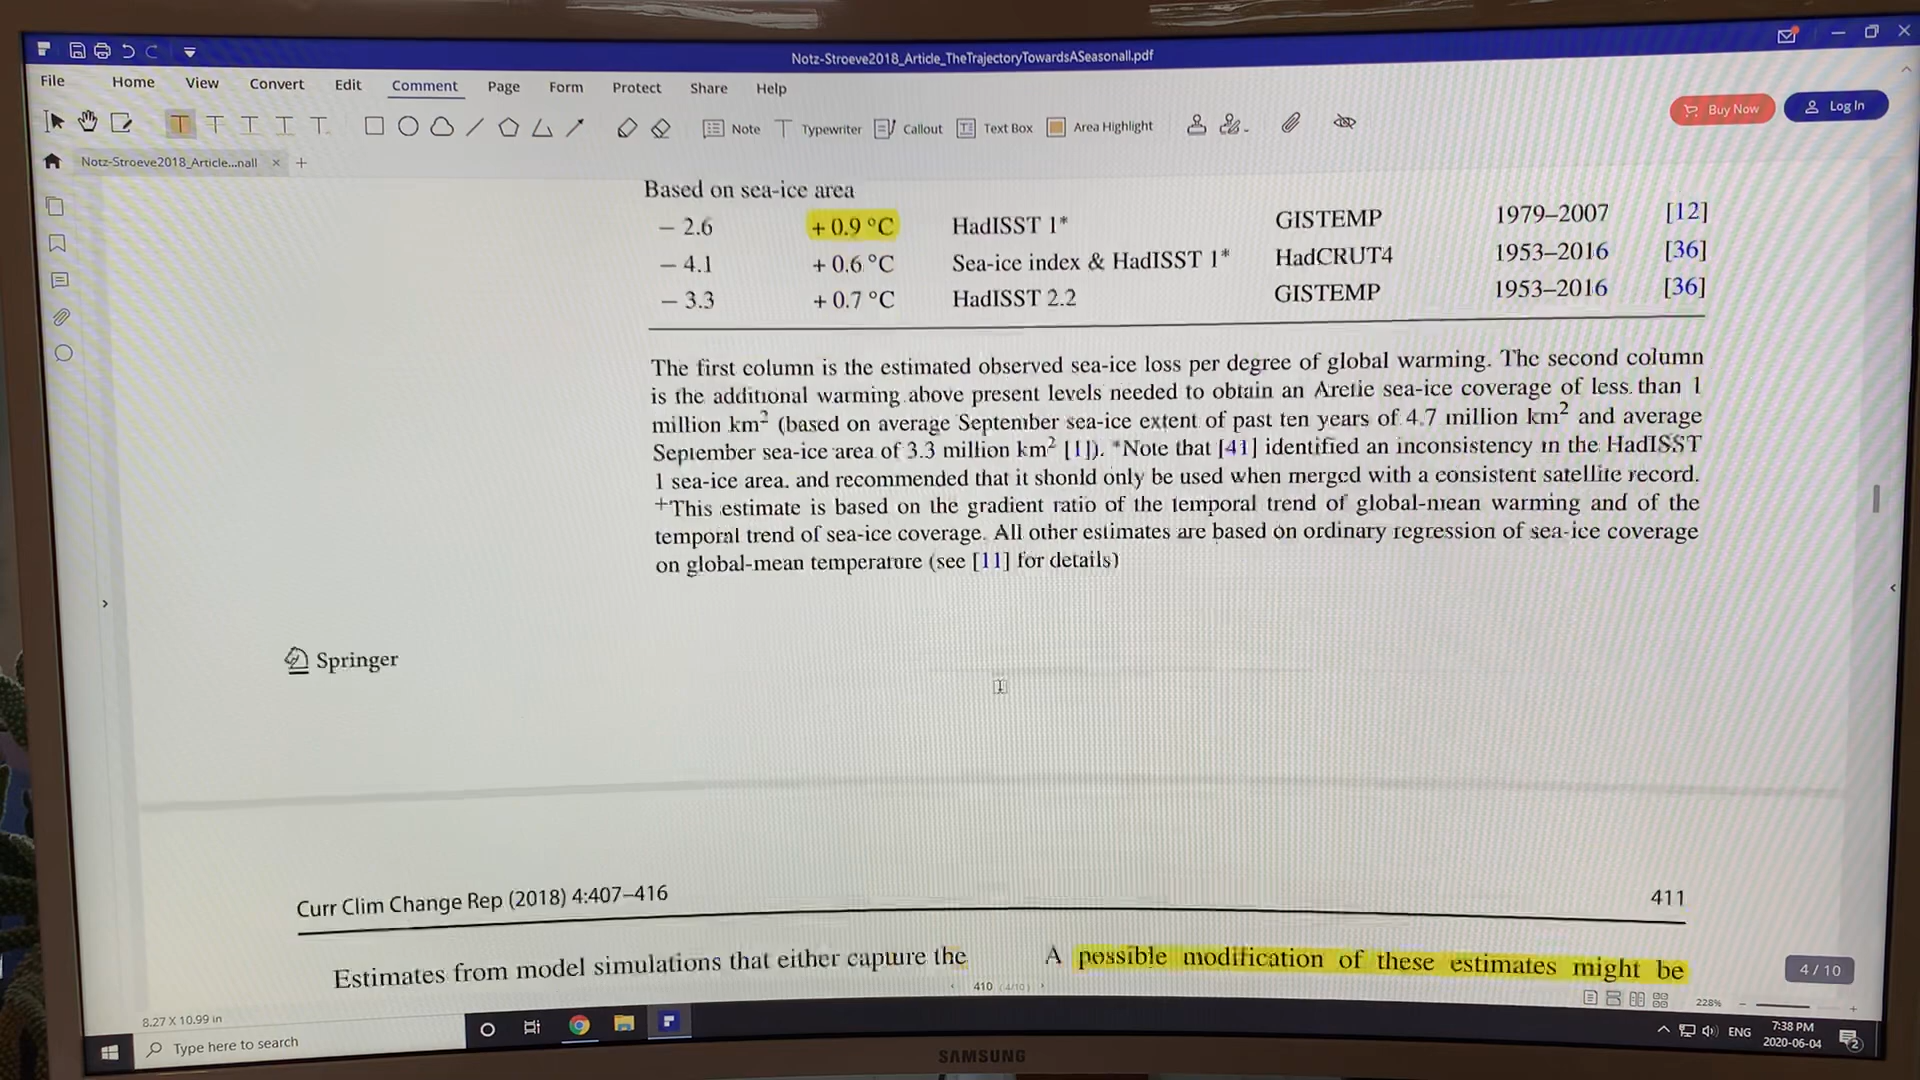 Notz-Stroeve2018_Article_TheTrajectoryTowardsASeasonall.pdf
File Home View Convert Edit Comment Page Form Protect Share Help
Buy Now Log In
Note Typewriter Callout Text Box Area Highlight
Notz-Stroeve2018_Article...nall × +
Based on sea-ice area
− 2.6 + 0.9 °C HadISST 1* GISTEMP 1979–2007 [12]
− 4.1 + 0.6 °C Sea-ice index & HadISST 1* HadCRUT4 1953–2016 [36]
− 3.3 + 0.7 °C HadISST 2.2 GISTEMP 1953–2016 [36]
The first column is the estimated observed sea-ice loss per degree of global warming. The second column
is the additional warming above present levels needed to obtain an Arctic sea-ice coverage of less than 1
million km² (based on average September sea-ice extent of past ten years of 4.7 million km² and average
September sea-ice area of 3.3 million km² [1]). *Note that [41] identified an inconsistency in the HadISST
1 sea-ice area, and recommended that it should only be used when merged with a consistent satellite record.
+This estimate is based on the gradient ratio of the temporal trend of global-mean warming and of the
temporal trend of sea-ice coverage. All other estimates are based on ordinary regression of sea-ice coverage
on global-mean temperature (see [11] for details)
Springer
Curr Clim Change Rep (2018) 4:407–416 411
Estimates from model simulations that either capture the
A possible modification of these estimates might be
4 / 10
410 (4/10)
8.27 X 10.99 in
228%
Type here to search
ENG
7:38 PM
2020-06-04
2
SAMSUNG